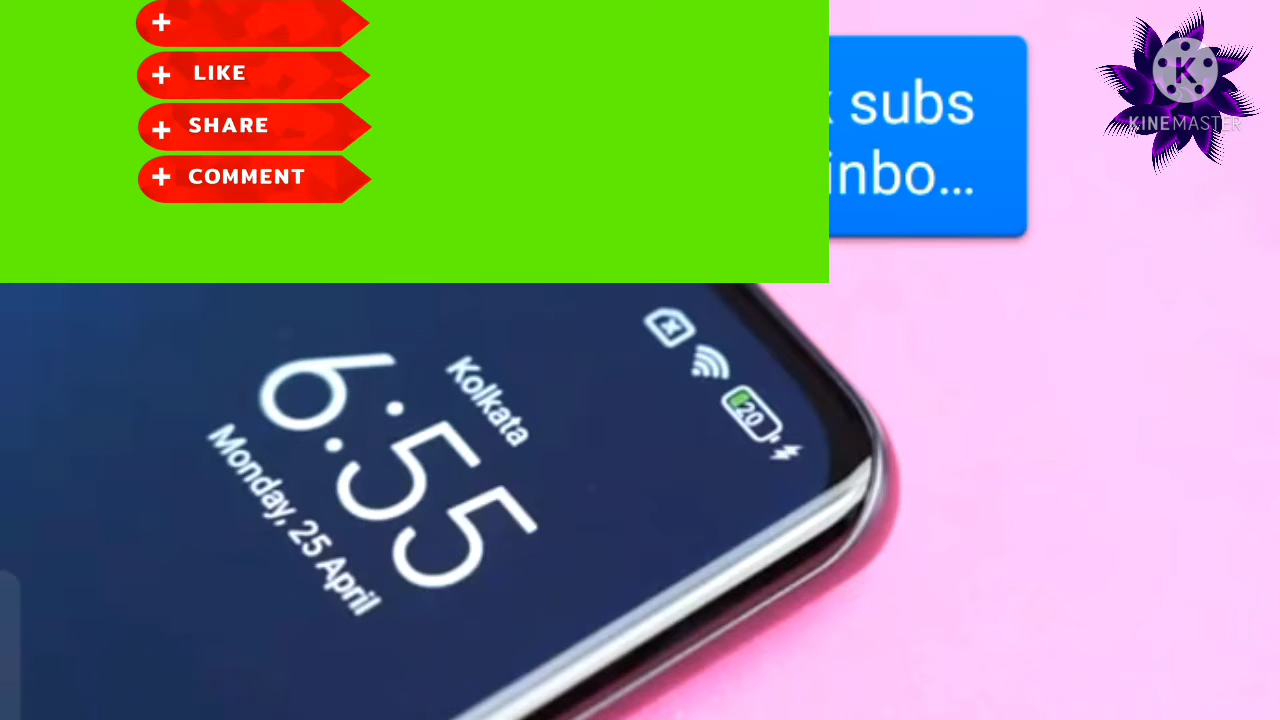 +
+ LIKE
+ SHARE
+ COMMENT
subs
inbo...
KINEMASTER
K
Kolkata
6:55
Monday, 25 April
20